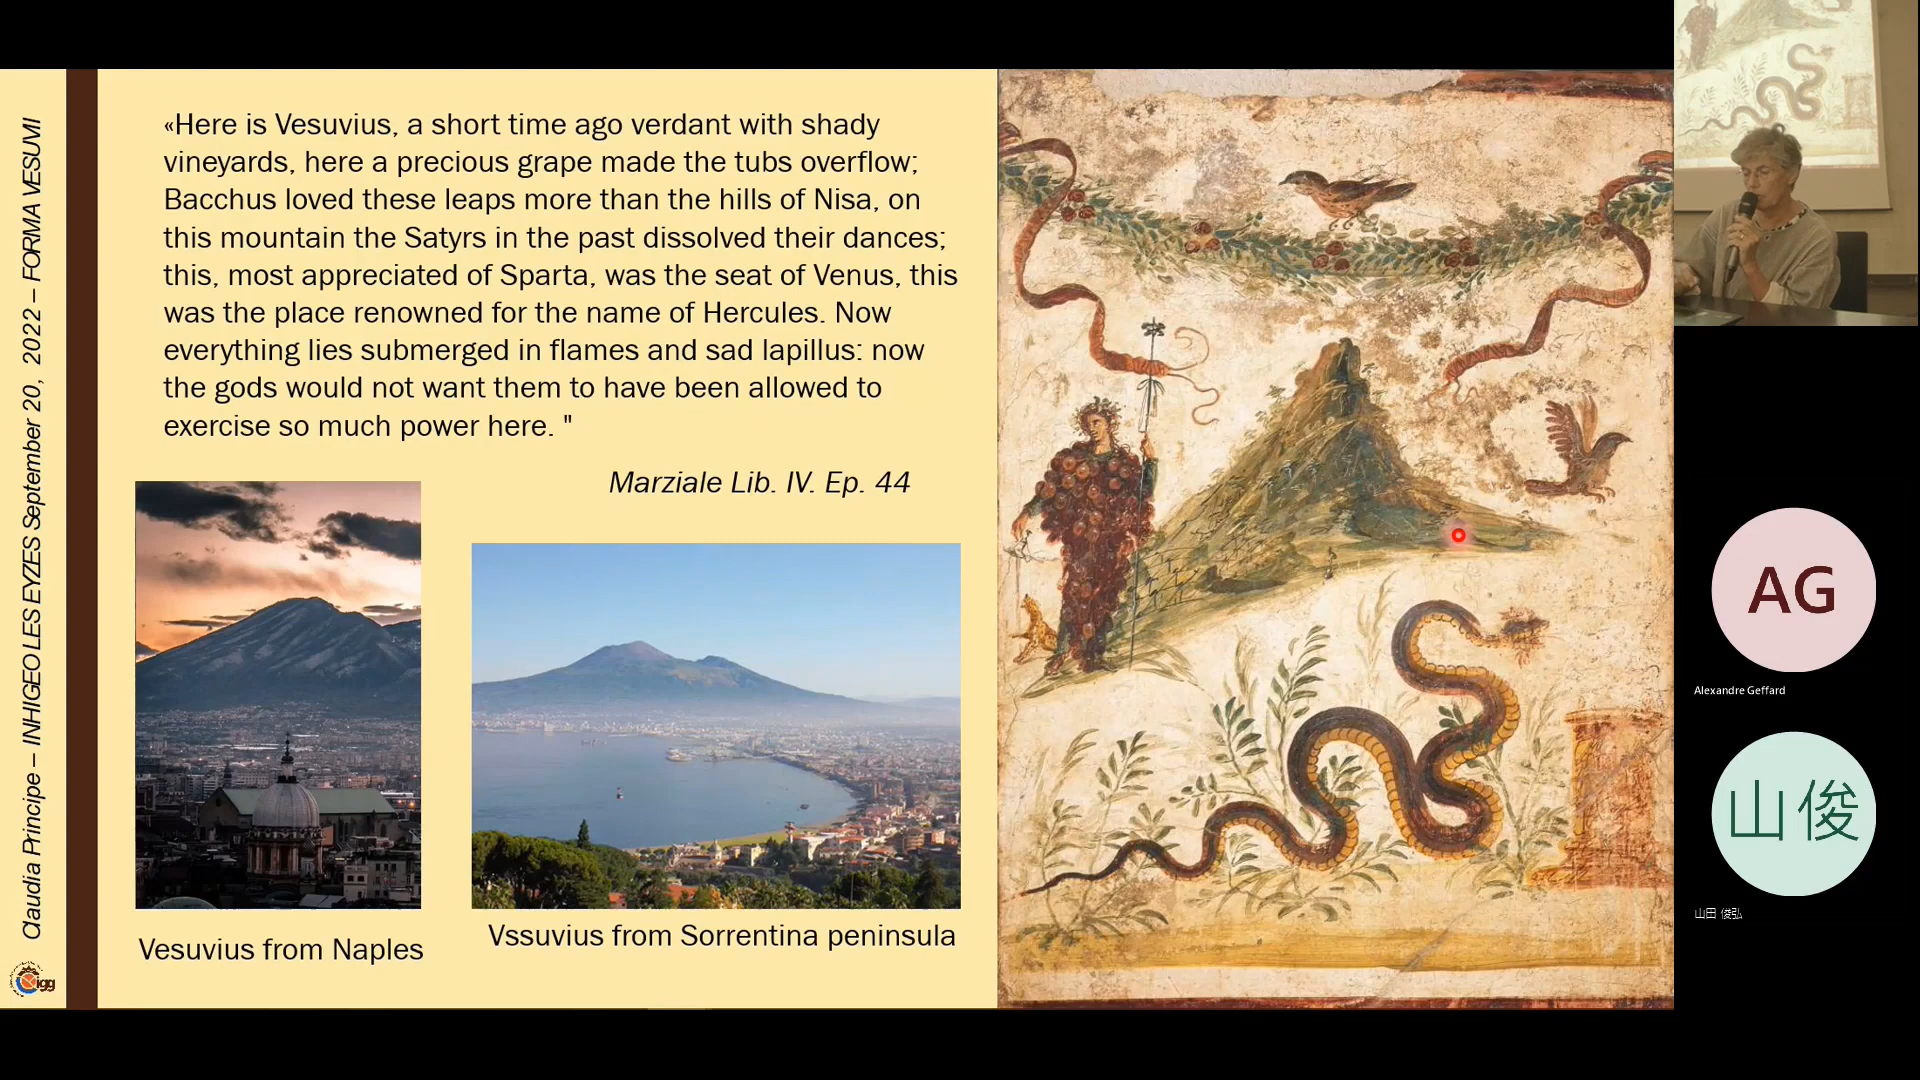 Claudia Principe – INHIGEO LES EYZES September 20, 2022 – FORMA VESUMI
«Here is Vesuvius, a short time ago verdant with shady
vineyards, here a precious grape made the tubs overflow;
Bacchus loved these leaps more than the hills of Nisa, on
this mountain the Satyrs in the past dissolved their dances;
this, most appreciated of Sparta, was the seat of Venus, this
was the place renowned for the name of Hercules. Now
everything lies submerged in flames and sad lapillus: now
the gods would not want them to have been allowed to
exercise so much power here. "
Marziale Lib. IV. Ep. 44
Vesuvius from Naples
Vssuvius from Sorrentina peninsula
igg
AG
Alexandre Geffard
山俊
山田 俊弘